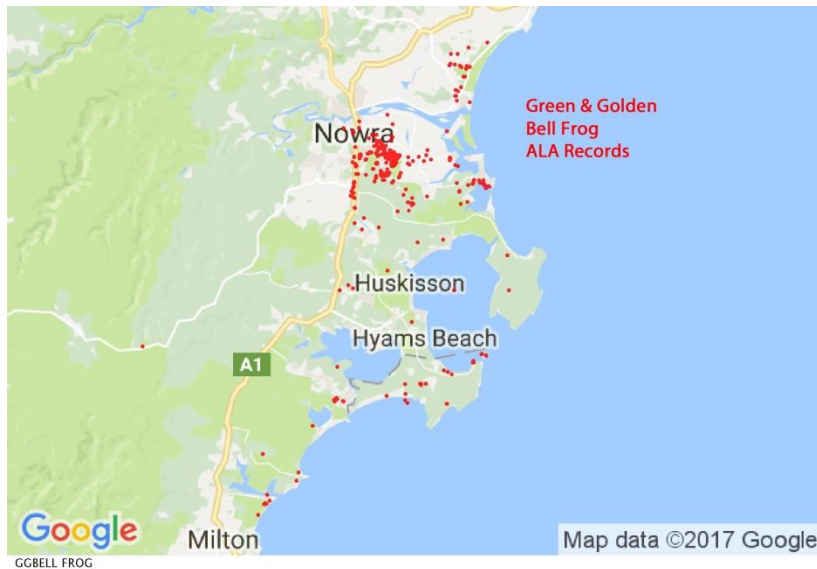 Green & Golden
Bell Frog
ALA Records
Nowra
Huskisson
Hyams Beach
A1
Google
Milton
Map data ©2017 Google
GGBELL FROG